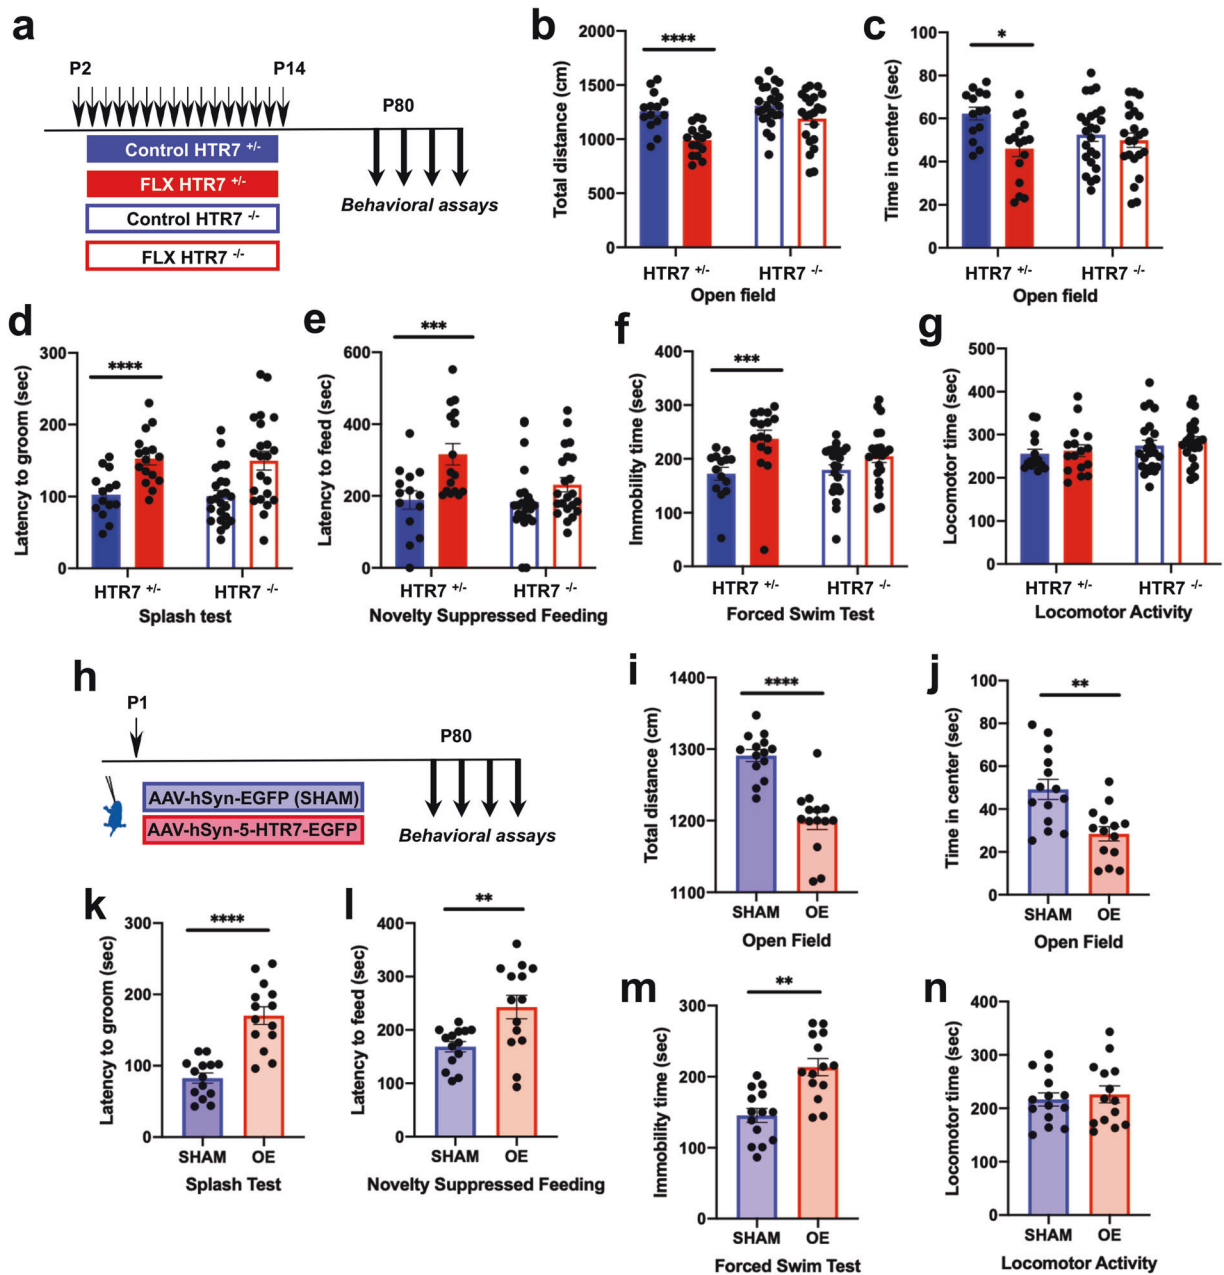 a
P2
P14
P80
Control HTR7 +/-
FLX HTR7 +/-
Control HTR7 -/-
FLX HTR7 -/-
Behavioral assays
b
Total distance (cm)
2000
1500
1000
500
0
****
HTR7 +/-
HTR7 -/-
Open field
c
Time in center (sec)
100
80
60
40
20
0
*
HTR7 +/-
HTR7 -/-
Open field
d
Latency to groom (sec)
300
200
100
0
****
HTR7 +/-
HTR7 -/-
Splash test
e
Latency to feed (sec)
600
400
200
0
***
HTR7 +/-
HTR7 -/-
Novelty Suppressed Feeding
f
Immobility time (sec)
400
300
200
100
0
***
HTR7 +/-
HTR7 -/-
Forced Swim Test
g
Locomotor time (sec)
500
400
300
200
100
0
HTR7 +/-
HTR7 -/-
Locomotor Activity
h
P1
P80
AAV-hSyn-EGFP (SHAM)
AAV-hSyn-5-HTR7-EGFP
Behavioral assays
i
Total distance (cm)
1400
1300
1200
1100
****
SHAM
OE
Open Field
j
Time in center (sec)
100
80
60
40
20
0
**
SHAM
OE
Open Field
k
Latency to groom (sec)
300
200
100
0
****
SHAM
OE
Splash Test
l
Latency to feed (sec)
400
300
200
100
0
**
SHAM
OE
Novelty Suppressed Feeding
m
Immobility time (sec)
300
200
100
0
**
SHAM
OE
Forced Swim Test
n
Locomotor time (sec)
400
300
200
100
0
SHAM
OE
Locomotor Activity